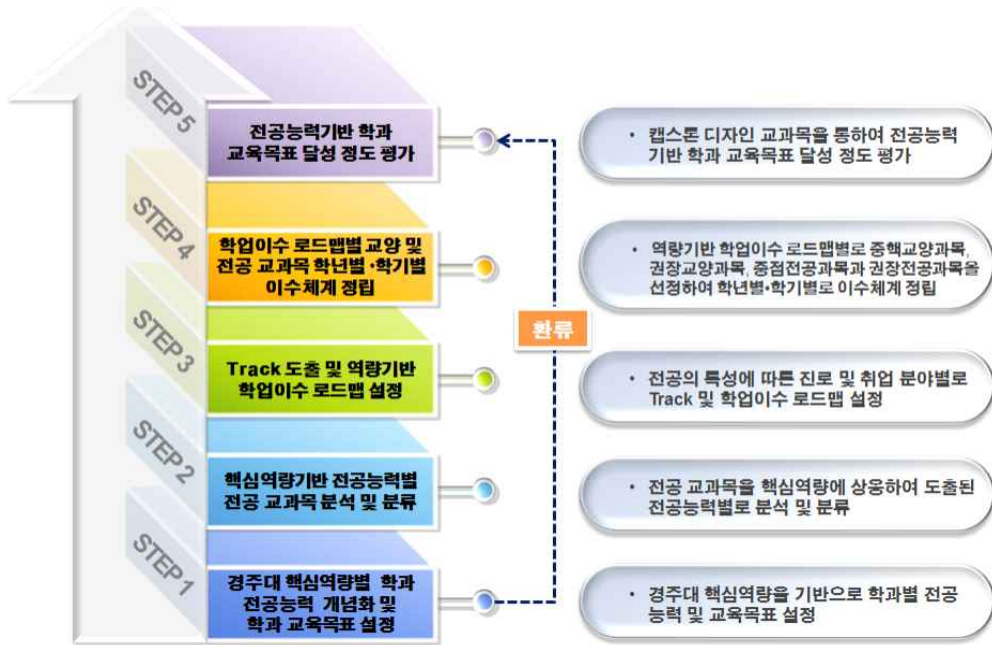 STEP 5
전공능력기반 학과
교육목표 달성 정도 평가
• 캡스톤 디자인 교과목을 통하여 전공능력
기반 학과 교육목표 달성 정도 평가
STEP 4
학업이수 로드맵별 교양 및
전공 교과목 학년별•학기별
이수체계 정립
• 역량기반 학업이수 로드맵별로 중핵교양과목,
권장교양과목, 중점전공과목과 권장전공과목을
선정하여 학년별•학기별로 이수체계 정립
환류
STEP 3
Track 도출 및 역량기반
학업이수 로드맵 설정
• 전공의 특성에 따른 진로 및 취업 분야별로
Track 및 학업이수 로드맵 설정
STEP 2
핵심역량기반 전공능력별
전공 교과목 분석 및 분류
• 전공 교과목을 핵심역량에 상응하여 도출된
전공능력별로 분석 및 분류
STEP 1
경주대 핵심역량별 학과
전공능력 개념화 및
학과 교육목표 설정
• 경주대 핵심역량을 기반으로 학과별 전공
능력 및 교육목표 설정